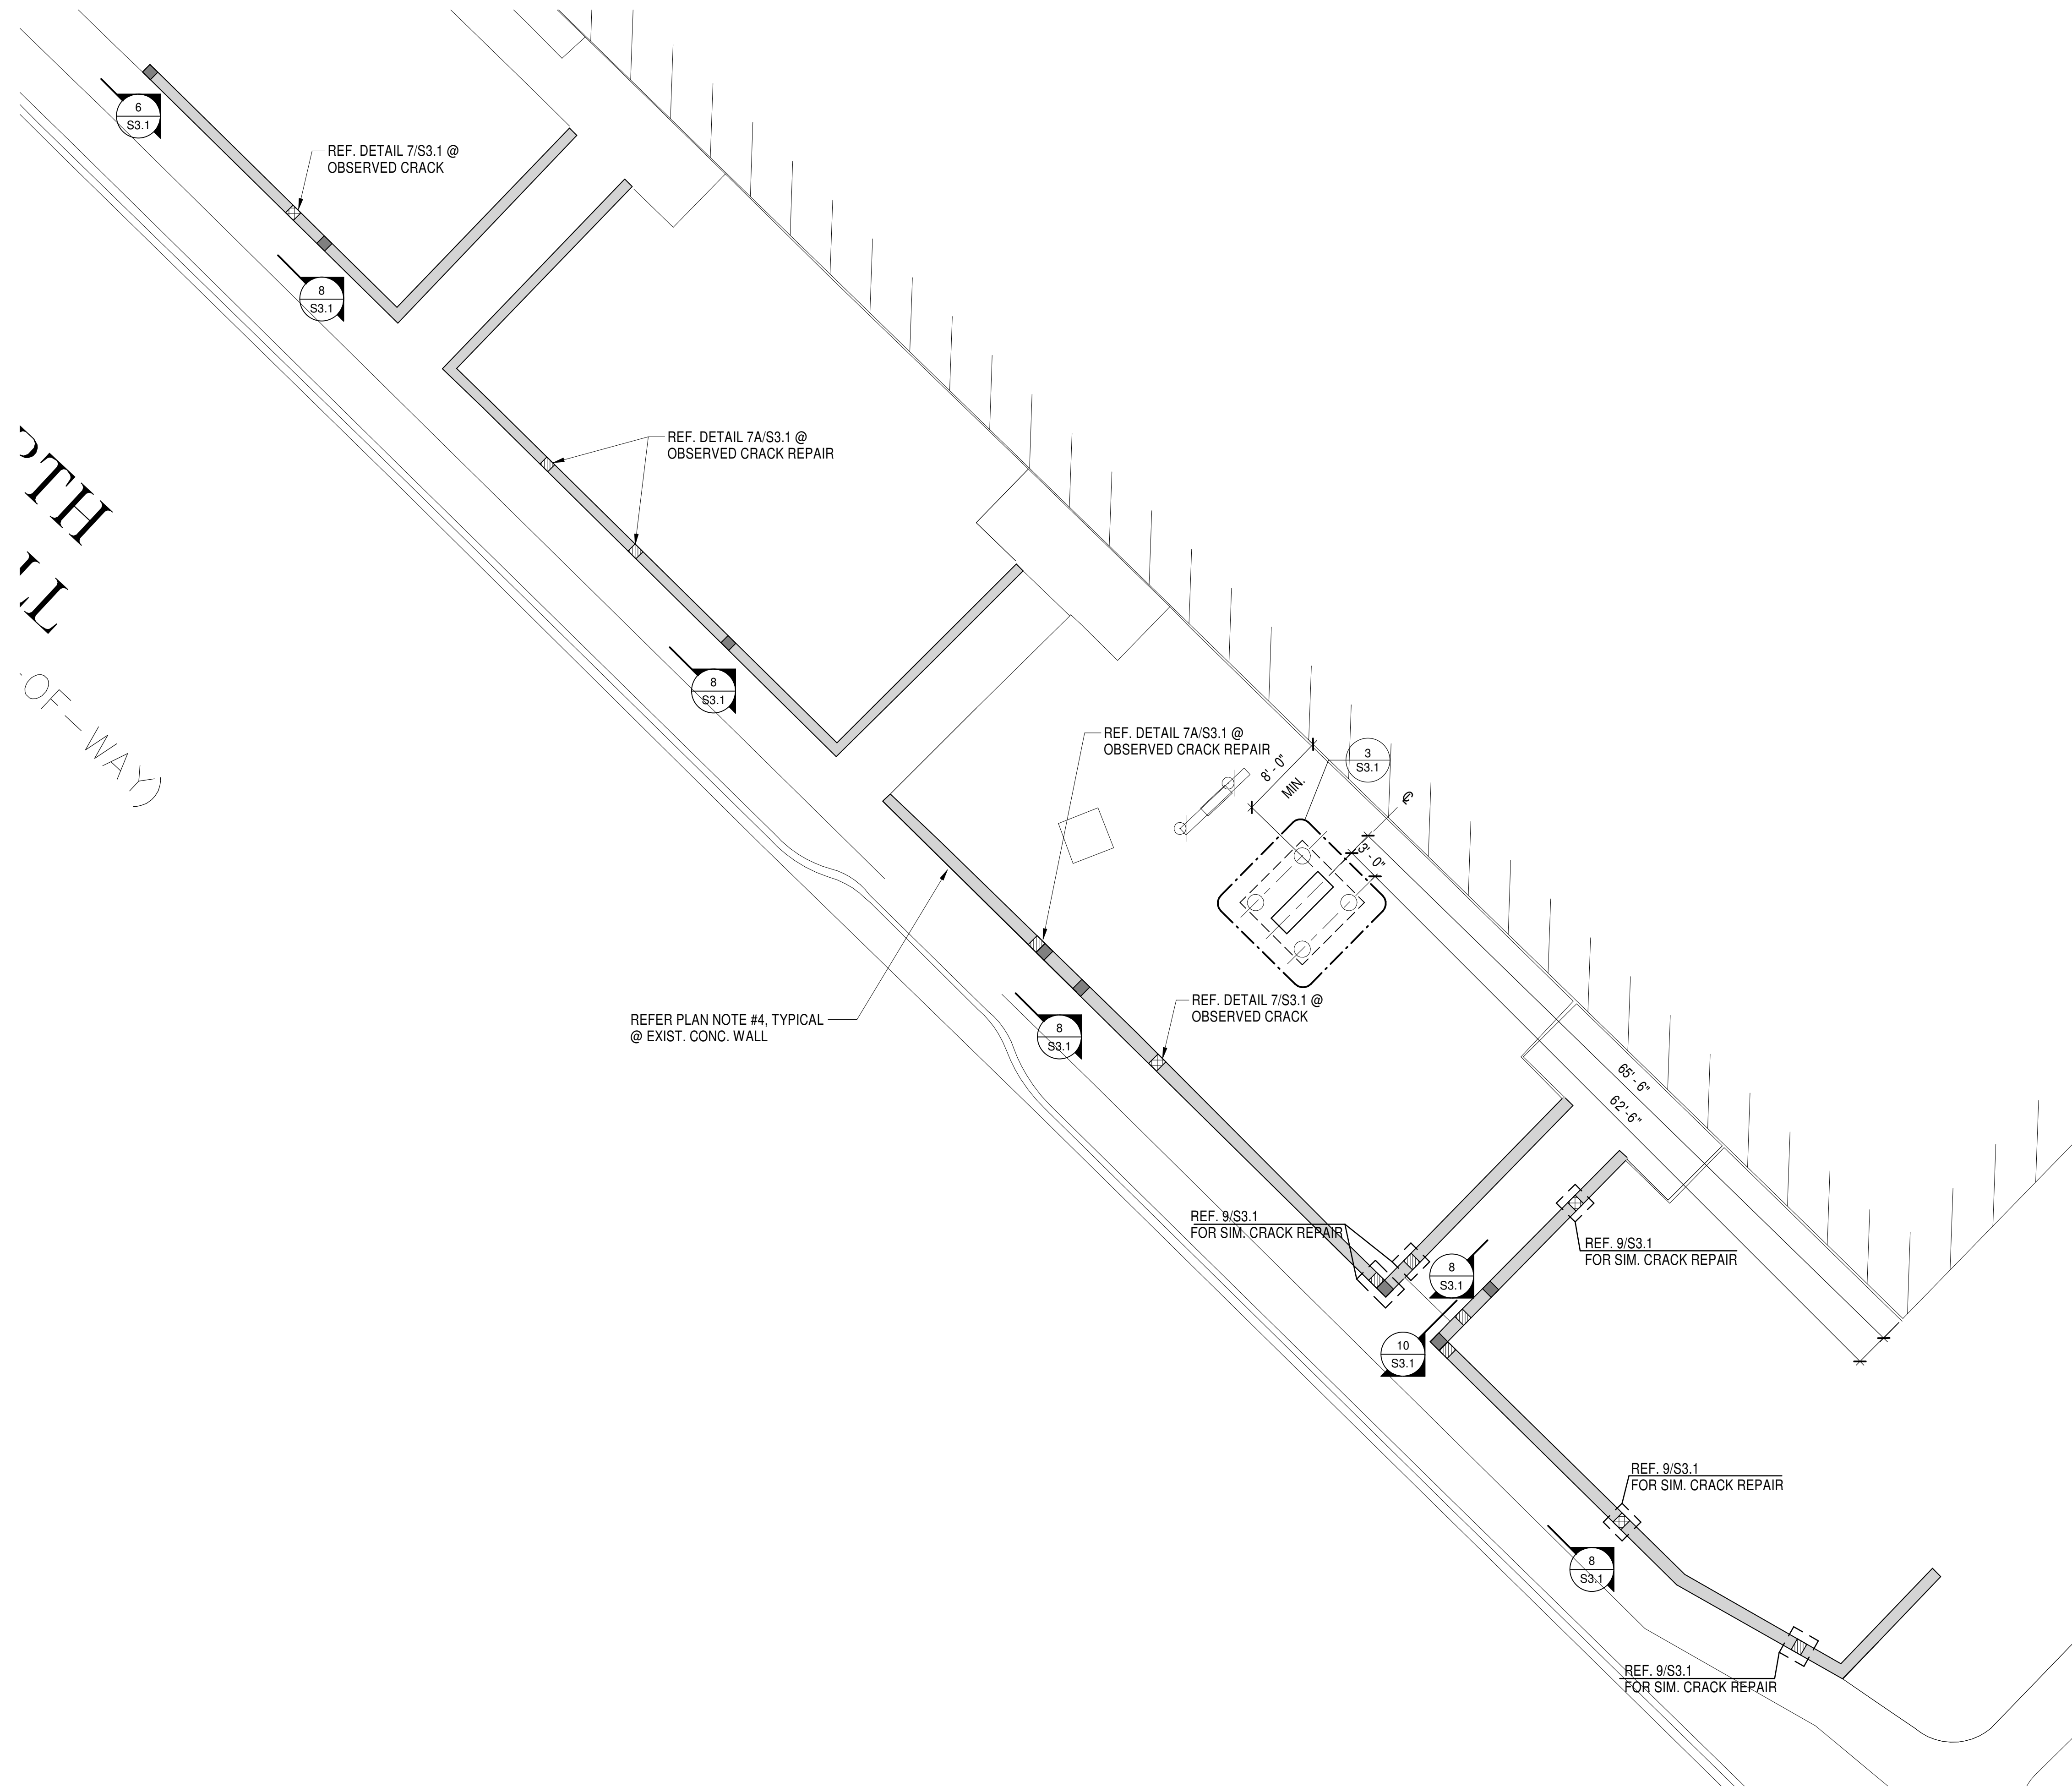 6
S3.1
REF. DETAIL 7/S3.1 @
OBSERVED CRACK
8
S3.1
REF. DETAIL 7A/S3.1 @
OBSERVED CRACK REPAIR
8
S3.1
OF-WAY)
REF. DETAIL 7A/S3.1 @
OBSERVED CRACK REPAIR
3
S3.1
8' - 0"
MIN.
℄
3' - 0"
REF. DETAIL 7/S3.1 @
OBSERVED CRACK
REFER PLAN NOTE #4, TYPICAL
@ EXIST. CONC. WALL
8
S3.1
65' - 6"
62'-6"
REF. 9/S3.1
FOR SIM. CRACK REPAIR
REF. 9/S3.1
FOR SIM. CRACK REPAIR
8
S3.1
10
S3.1
REF. 9/S3.1
FOR SIM. CRACK REPAIR
8
S3.1
REF. 9/S3.1
FOR SIM. CRACK REPAIR